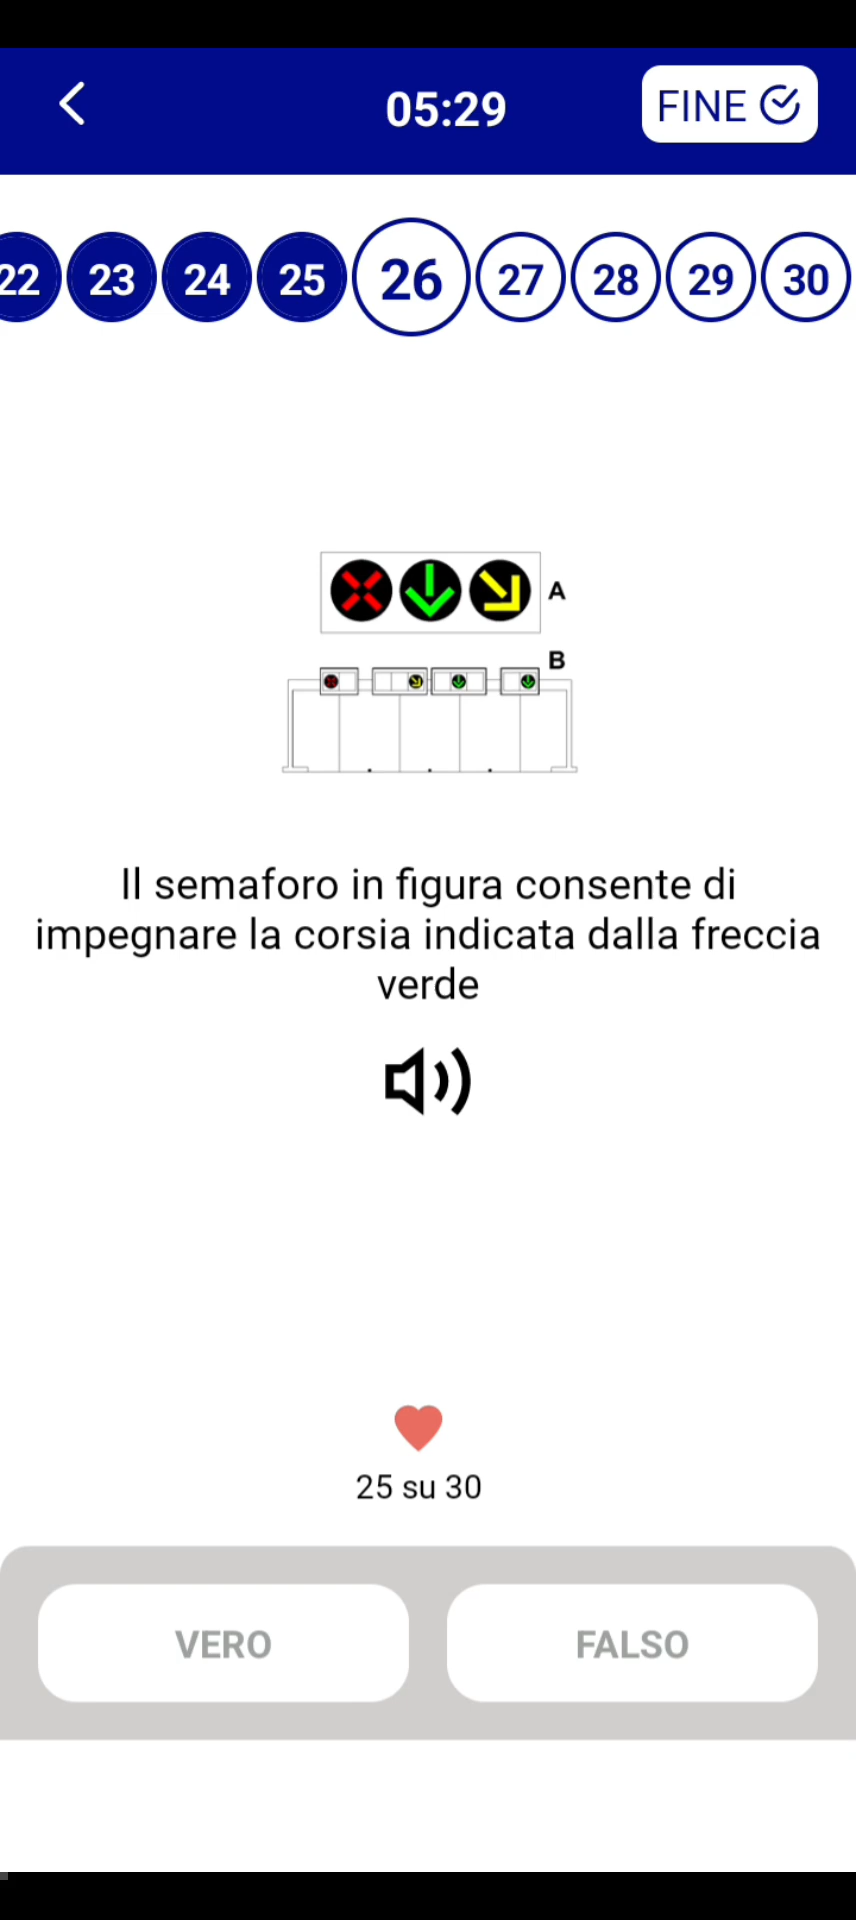 05:29
FINE
22 23 24 25 26 27 28 29 30
A
B
Il semaforo in figura consente di
impegnare la corsia indicata dalla freccia
verde
25 su 30
VERO FALSO